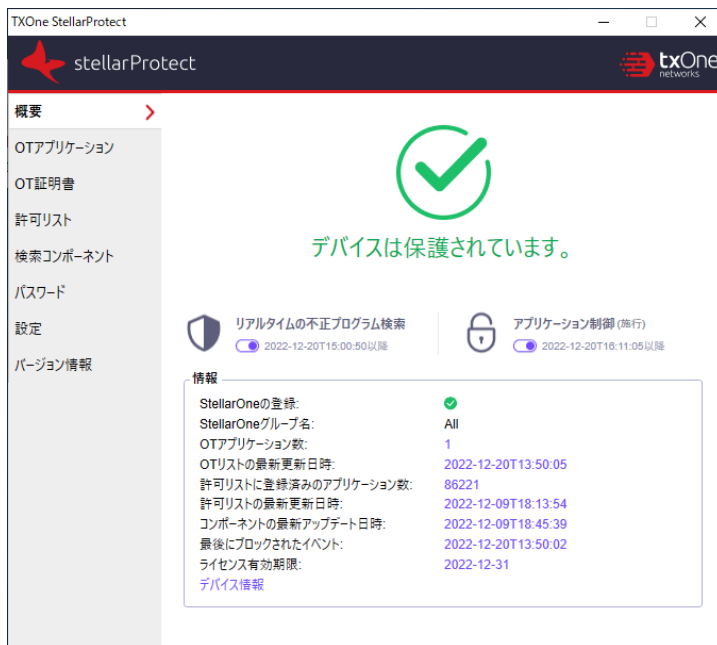 TXOne StellarProtect
stellarProtect
txOne
networks
概要
OTアプリケーション
OT証明書
許可リスト
検索コンポーネント
パスワード
設定
バージョン情報
デバイスは保護されています。
リアルタイムの不正プログラム検索
2022-12-20T15:00:50以降
アプリケーション制御 (施行)
2022-12-20T16:11:05以降
情報
StellarOneの登録:
StellarOneグループ名: All
OTアプリケーション数: 1
OTリストの最新更新日時: 2022-12-20T13:50:05
許可リストに登録済みのアプリケーション数: 86221
許可リストの最新更新日時: 2022-12-09T18:13:54
コンポーネントの最新アップデート日時: 2022-12-09T18:45:39
最後にブロックされたイベント: 2022-12-20T13:50:02
ライセンス有効期限: 2022-12-31
デバイス情報